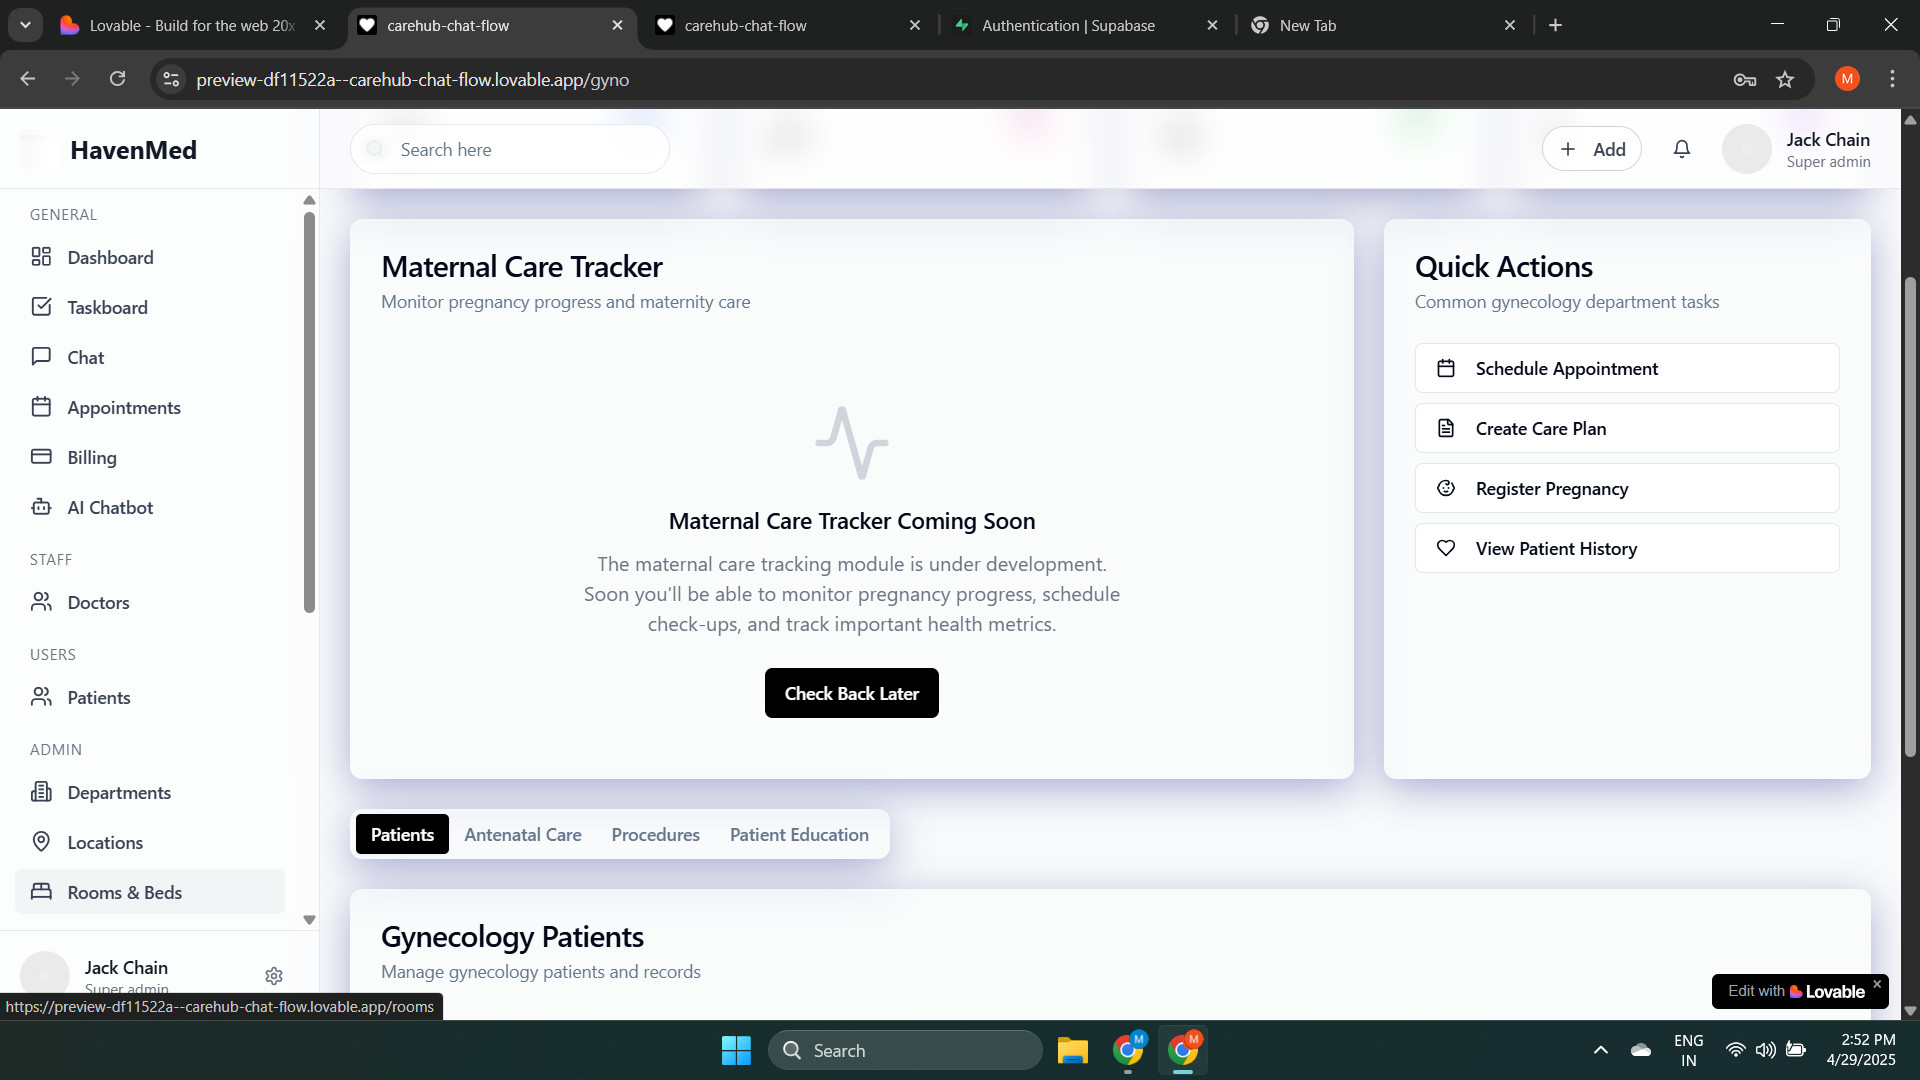 Lovable - Build for the web 20x
carehub-chat-flow
carehub-chat-flow
Authentication | Supabase
New Tab
preview-df11522a--carehub-chat-flow.lovable.app/gyno
M
HavenMed
Search here
Add
Jack Chain
Super admin
GENERAL
Dashboard
Taskboard
Chat
Appointments
Billing
AI Chatbot
STAFF
Doctors
USERS
Patients
ADMIN
Departments
Locations
Rooms & Beds
Jack Chain
Super admin
https://preview-df11522a--carehub-chat-flow.lovable.app/rooms
Maternal Care Tracker
Monitor pregnancy progress and maternity care
Maternal Care Tracker Coming Soon
The maternal care tracking module is under development.
Soon you'll be able to monitor pregnancy progress, schedule
check-ups, and track important health metrics.
Check Back Later
Quick Actions
Common gynecology department tasks
Schedule Appointment
Create Care Plan
Register Pregnancy
View Patient History
Patients
Antenatal Care
Procedures
Patient Education
Gynecology Patients
Manage gynecology patients and records
Edit with Lovable
Search
M
M
ENG
IN
2:52 PM
4/29/2025